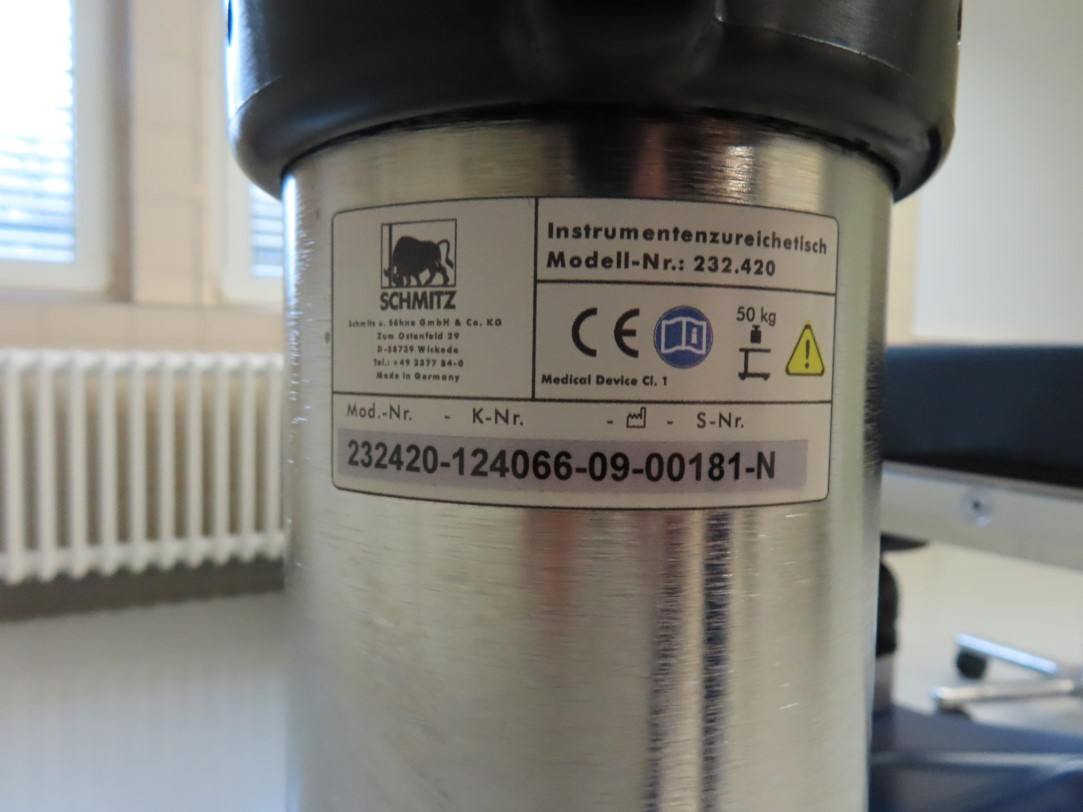 SCHMITZ
Schmitz u. Söhne GmbH & Co. KG
Zum Ostenfeld 29
D-58739 Wickede
Tel.: +49 2377 84-0
Made in Germany
Instrumentenzureichetisch
Modell-Nr.: 232.420
CE
50 kg
Medical Device Cl. 1
Mod.-Nr. - K-Nr. - - S-Nr.
232420-124066-09-00181-N